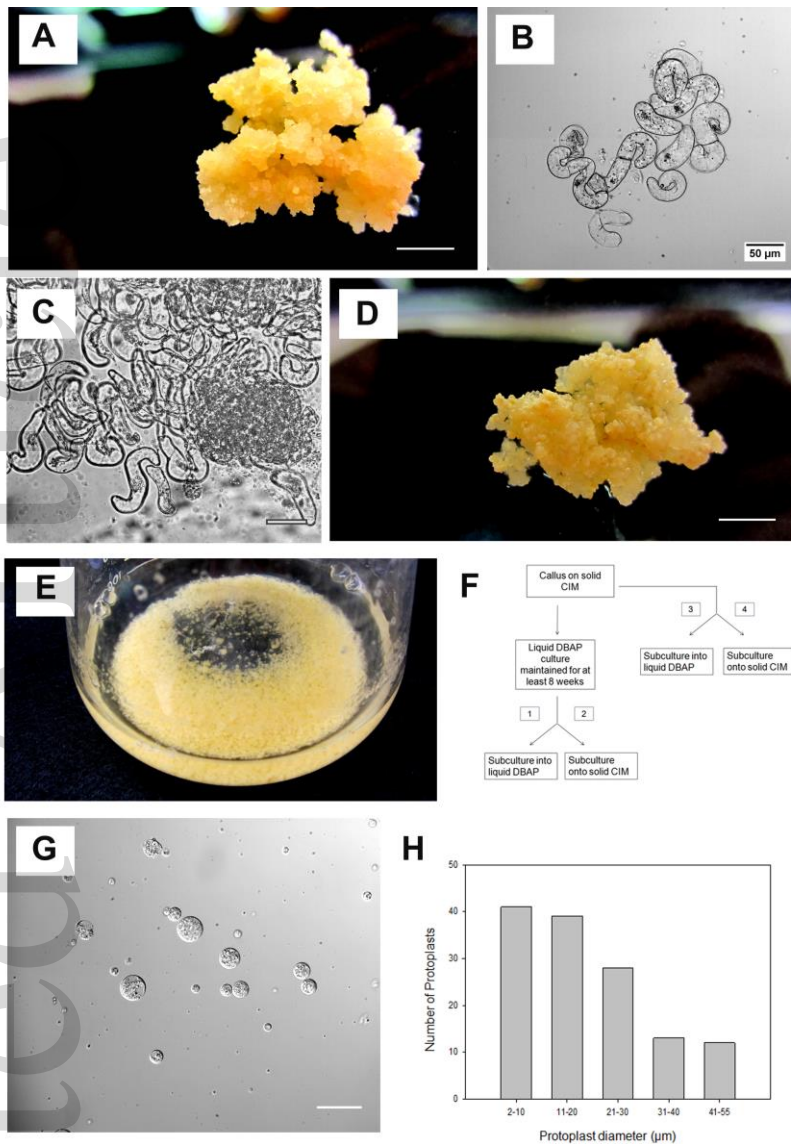 A
B
50 µm
C
D
E
F
Callus on solid
CIM
3
4
Liquid DBAP
culture
maintained for at
least 8 weeks
Subculture into
liquid DBAP
Subculture
onto solid CIM
1
2
Subculture into
liquid DBAP
Subculture
onto solid CIM
G
H
50
40
30
20
10
0
Number of Protoplasts
2-10
11-20
21-30
31-40
41-55
Protoplast diameter (µm)